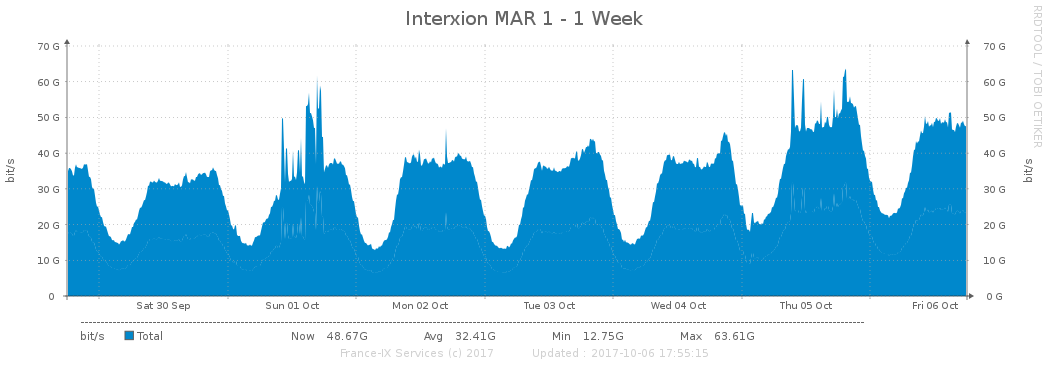 Interxion MAR 1 - 1 Week
RRDTOOL / TOBI OETIKER
bit/s
70 G 70 G
60 G 60 G
50 G 50 G
40 G 40 G
30 G 30 G
20 G 20 G
10 G 10 G
0 0 G
bit/s
Sat 30 Sep Sun 01 Oct Mon 02 Oct Tue 03 Oct Wed 04 Oct Thu 05 Oct Fri 06 Oct
bit/s Total Now 48.67G Avg 32.41G Min 12.75G Max 63.61G
France-IX Services (c) 2017 Updated : 2017-10-06 17:55:15